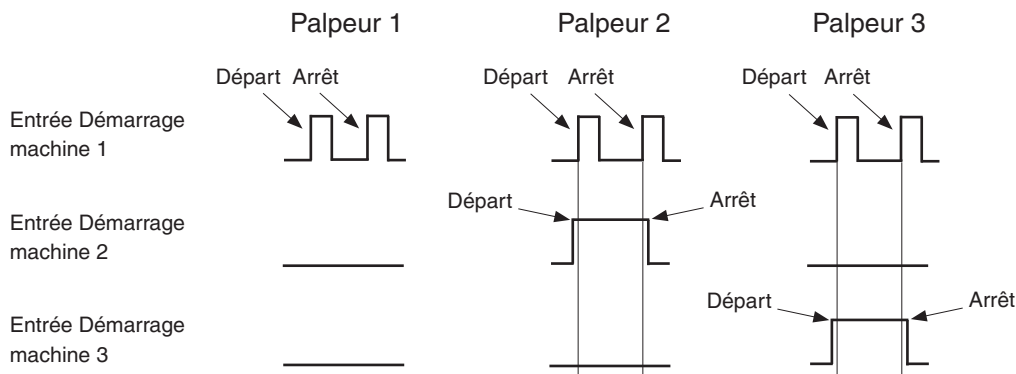 Palpeur 1 Palpeur 2 Palpeur 3
Départ Arrêt Départ Arrêt Départ Arrêt
Entrée Démarrage
machine 1
Départ Arrêt
Entrée Démarrage
machine 2
Départ Arrêt
Entrée Démarrage
machine 3